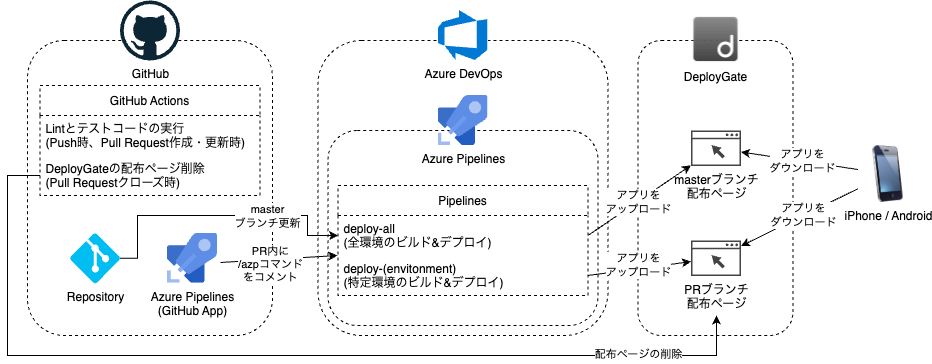 GitHub
GitHub Actions
Lintとテストコードの実行
(Push時、Pull Request作成・更新時)
DeployGateの配布ページ削除
(Pull Requestクローズ時)
Repository
Azure Pipelines
(GitHub App)
master
ブランチ更新
PR内に
/azpコマンド
をコメント
Azure DevOps
Azure Pipelines
Pipelines
deploy-all
(全環境のビルド&デプロイ)
deploy-(envitonment)
(特定環境のビルド&デプロイ)
アプリを
アップロード
アプリを
アップロード
d
DeployGate
masterブランチ
配布ページ
PRブランチ
配布ページ
アプリを
ダウンロード
アプリを
ダウンロード
iPhone / Android
配布ページの削除